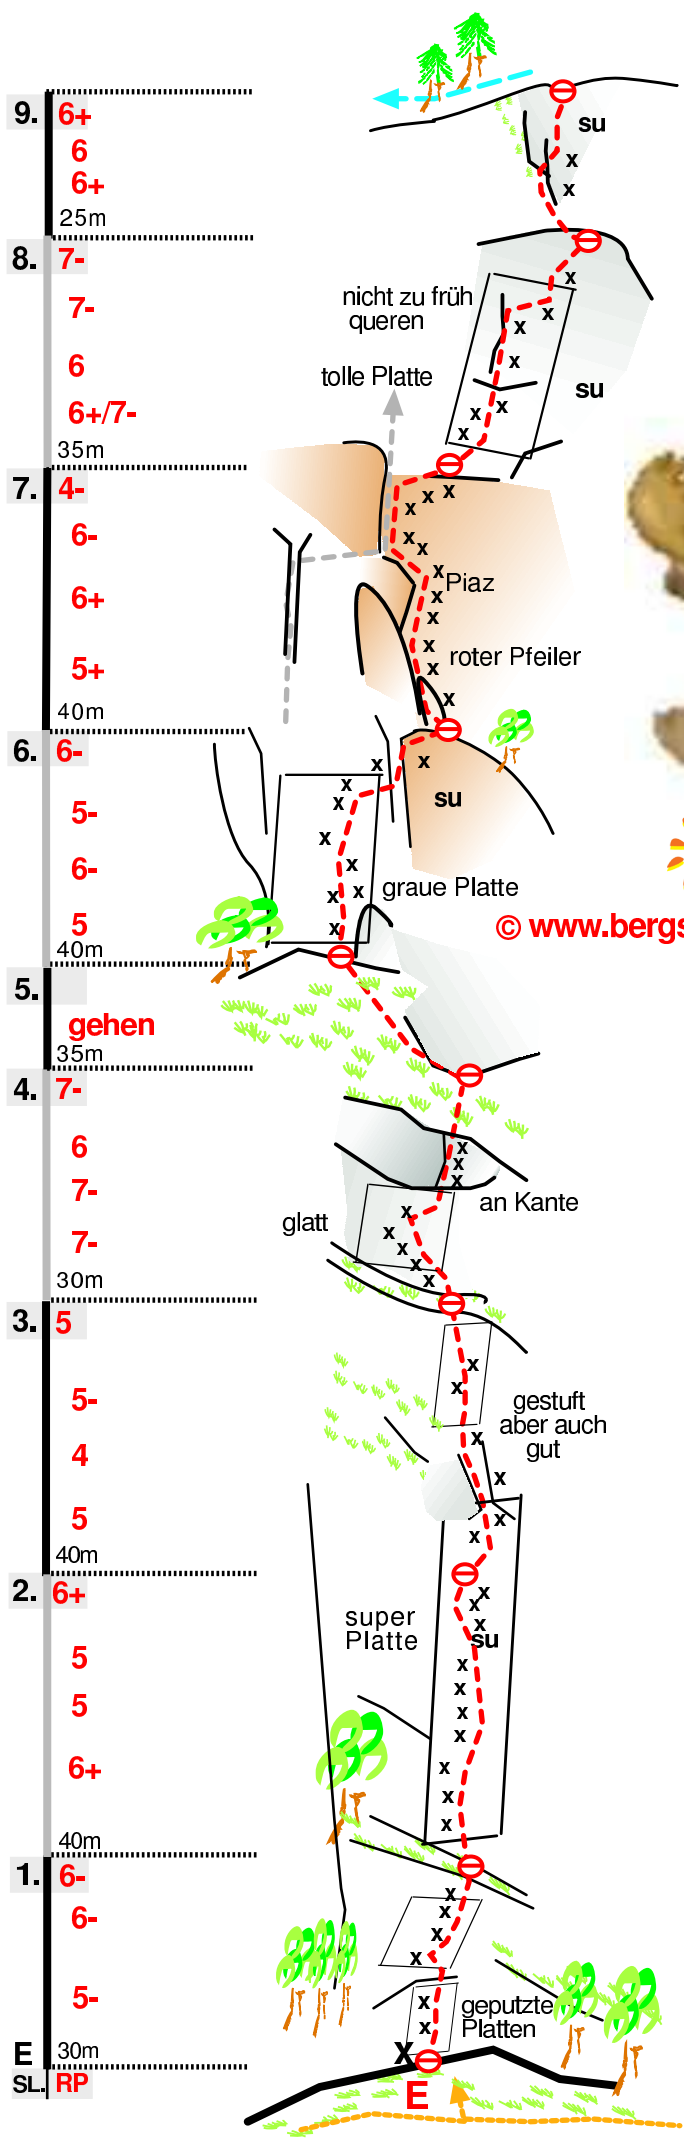 9. 6+
6
6+
25m
su
8. 7-
7-
6
6+/7-
35m
nicht zu früh
queren
tolle Platte
su
7. 4-
6-
6+
5+
40m
Piaz
roter Pfeiler
6. 6-
5-
6-
5
40m
su
graue Platte
© www.bergs
5.
gehen
35m
4. 7-
6
7-
7-
30m
an Kante
glatt
3. 5
5-
4
5
40m
gestuft
aber auch
gut
2. 6+
5
5
6+
40m
super
Platte
su
1. 6-
6-
5-
30m
geputzte
Platten
E
X
E
SL. RP